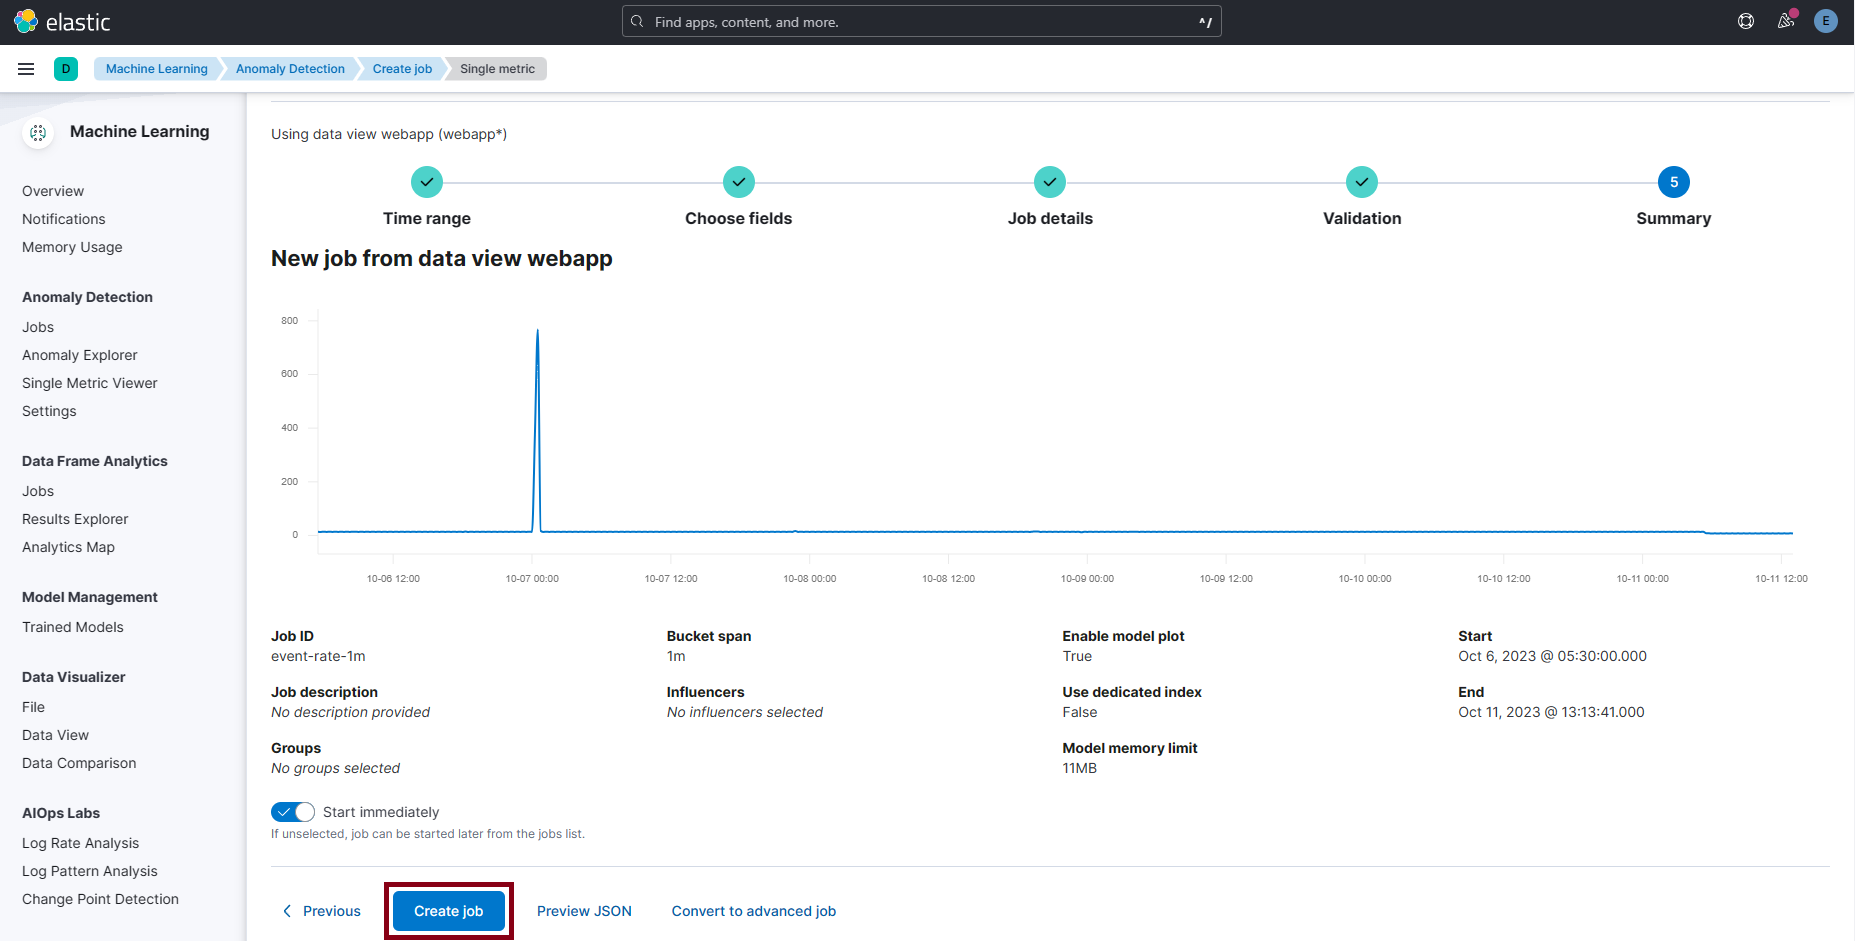 elastic
Find apps, content, and more.
^/
E
D
Machine Learning
Anomaly Detection
Create job
Single metric
Machine Learning
Overview
Notifications
Memory Usage
Anomaly Detection
Jobs
Anomaly Explorer
Single Metric Viewer
Settings
Data Frame Analytics
Jobs
Results Explorer
Analytics Map
Model Management
Trained Models
Data Visualizer
File
Data View
Data Comparison
AIOps Labs
Log Rate Analysis
Log Pattern Analysis
Change Point Detection
Using data view webapp (webapp*)
5
Time range
Choose fields
Job details
Validation
Summary
New job from data view webapp
800
600
400
200
0
10-06 12:00
10-07 00:00
10-07 12:00
10-08 00:00
10-08 12:00
10-09 00:00
10-09 12:00
10-10 00:00
10-10 12:00
10-11 00:00
10-11 12:00
Job ID
event-rate-1m
Job description
No description provided
Groups
No groups selected
Bucket span
1m
Influencers
No influencers selected
Enable model plot
True
Use dedicated index
False
Model memory limit
11MB
Start
Oct 6, 2023 @ 05:30:00.000
End
Oct 11, 2023 @ 13:13:41.000
Start immediately
If unselected, job can be started later from the jobs list.
Previous
Create job
Preview JSON
Convert to advanced job